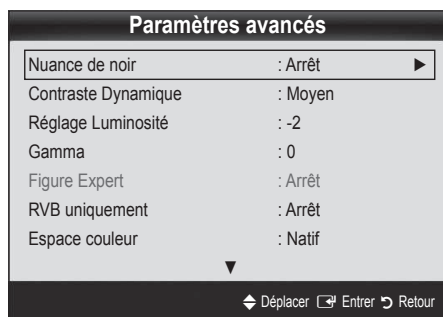 Paramètres avancés
Nuance de noir : Arrêt ▶
Contraste Dynamique : Moyen
Réglage Luminosité : -2
Gamma : 0
Figure Expert : Arrêt
RVB uniquement : Arrêt
Espace couleur : Natif
▼
Déplacer Entrer Retour